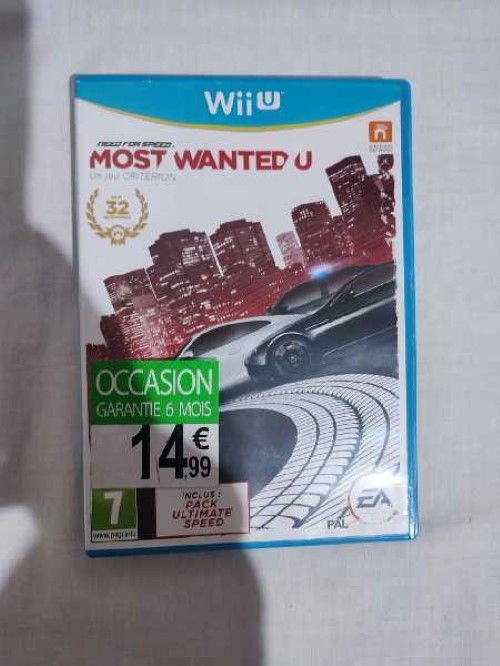 Wii U
NEED FOR SPEED
MOST WANTED U
Un jeu CRITERION
32
OCCASION
GARANTIE 6 MOIS
14€,99
7
www.pegi.info
INCLUS :
PACK
ULTIMATE
SPEED
PAL
EA